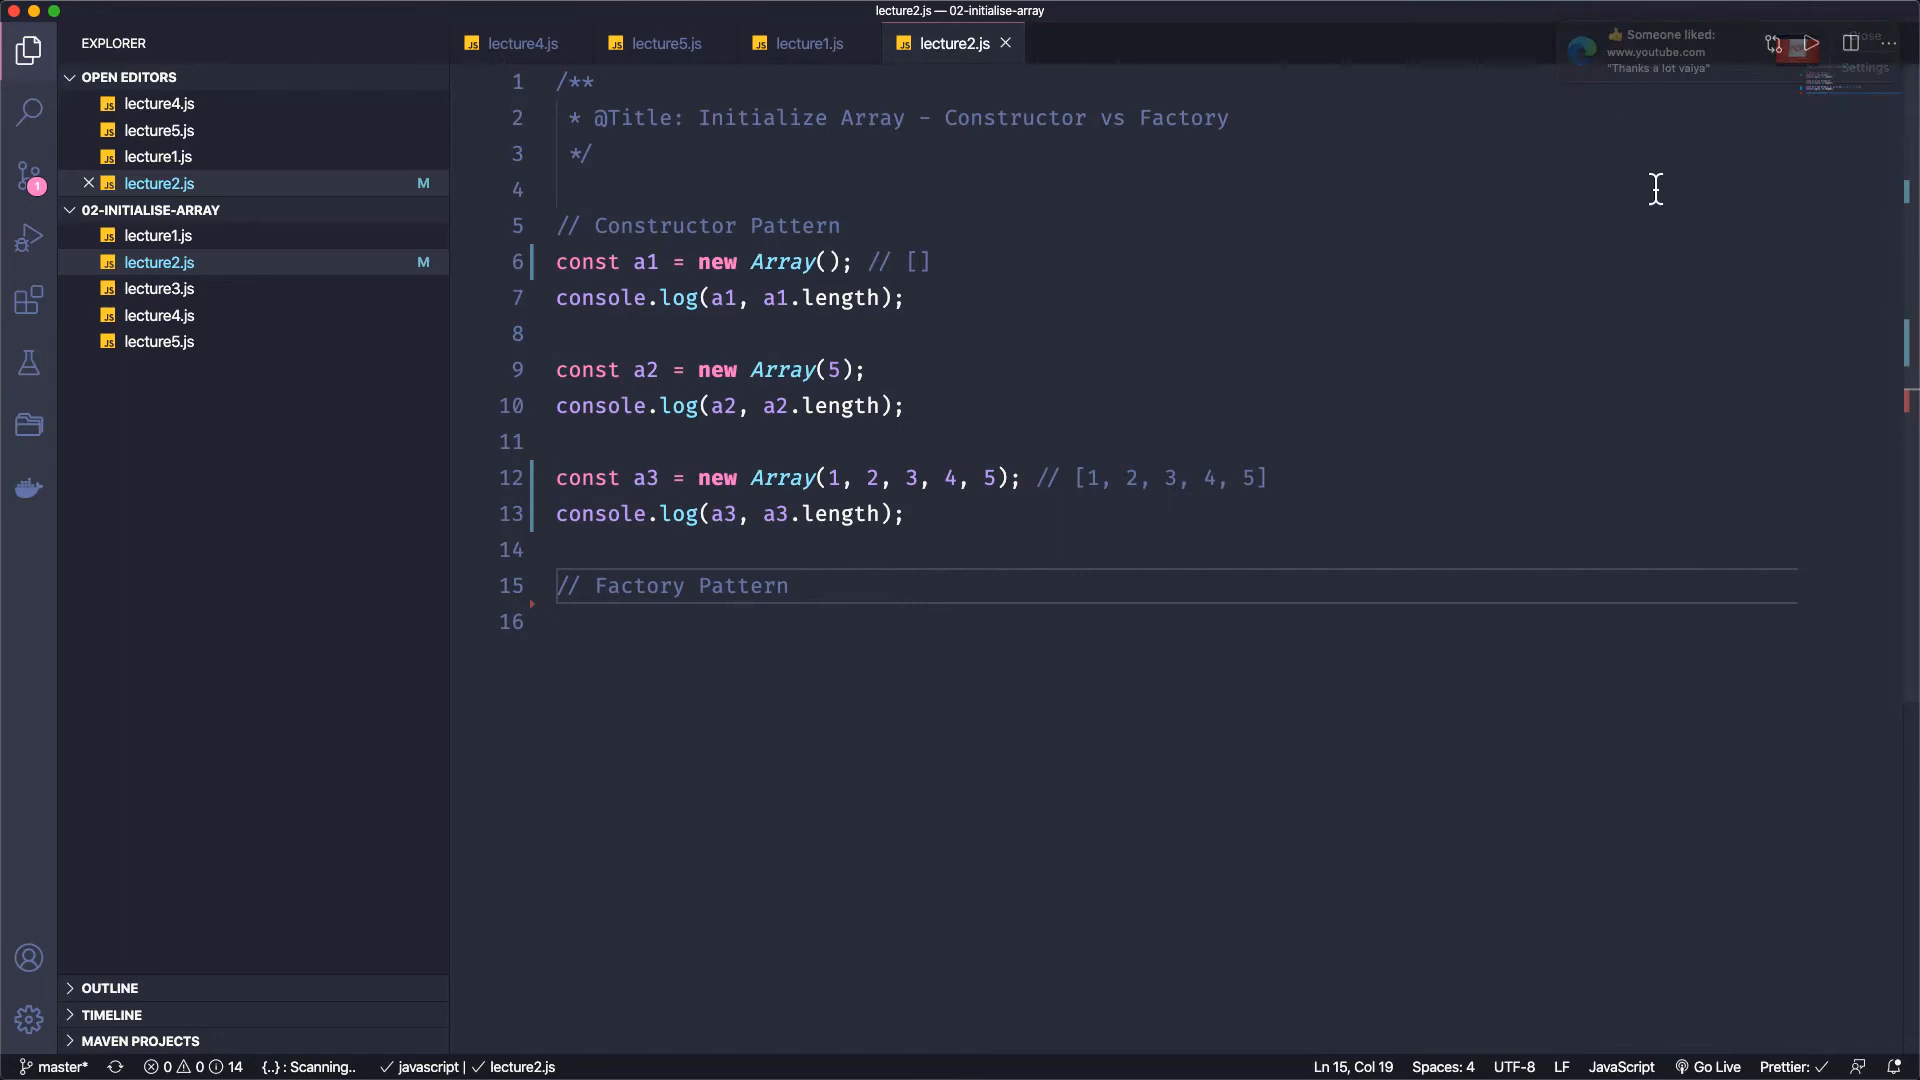 lecture2.js — 02-initialise-array
EXPLORER
OPEN EDITORS
lecture4.js
lecture5.js
lecture1.js
lecture2.js M
02-INITIALISE-ARRAY
lecture1.js
lecture2.js M
lecture3.js
lecture4.js
lecture5.js
OUTLINE
TIMELINE
MAVEN PROJECTS
1
lecture4.js lecture5.js lecture1.js lecture2.js
👍 Someone liked:
www.youtube.com
"Thanks a lot vaiya"
Close
Settings
1 /**
2 * @Title: Initialize Array - Constructor vs Factory
3 */
4
5 // Constructor Pattern
6 const a1 = new Array(); // []
7 console.log(a1, a1.length);
8
9 const a2 = new Array(5);
10 console.log(a2, a2.length);
11
12 const a3 = new Array(1, 2, 3, 4, 5); // [1, 2, 3, 4, 5]
13 console.log(a3, a3.length);
14
15 // Factory Pattern
16
master* 0 0 14 {..} : Scanning.. ✓ javascript | ✓ lecture2.js Ln 15, Col 19 Spaces: 4 UTF-8 LF JavaScript Go Live Prettier: ✓